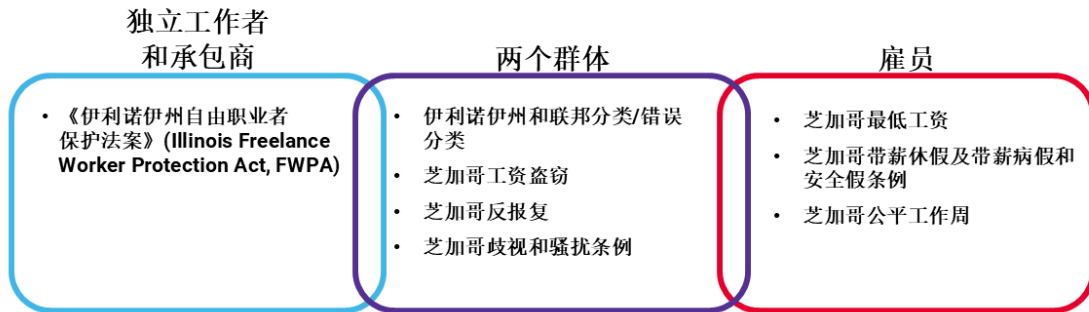 独立工作者
和承包商
• 《伊利诺伊州自由职业者
保护法案》(Illinois Freelance
Worker Protection Act, FWPA)
两个群体
• 伊利诺伊州和联邦分类/错误
分类
• 芝加哥工资盗窃
• 芝加哥反报复
• 芝加哥歧视和骚扰条例
雇员
• 芝加哥最低工资
• 芝加哥带薪休假及带薪病假和
安全假条例
• 芝加哥公平工作周